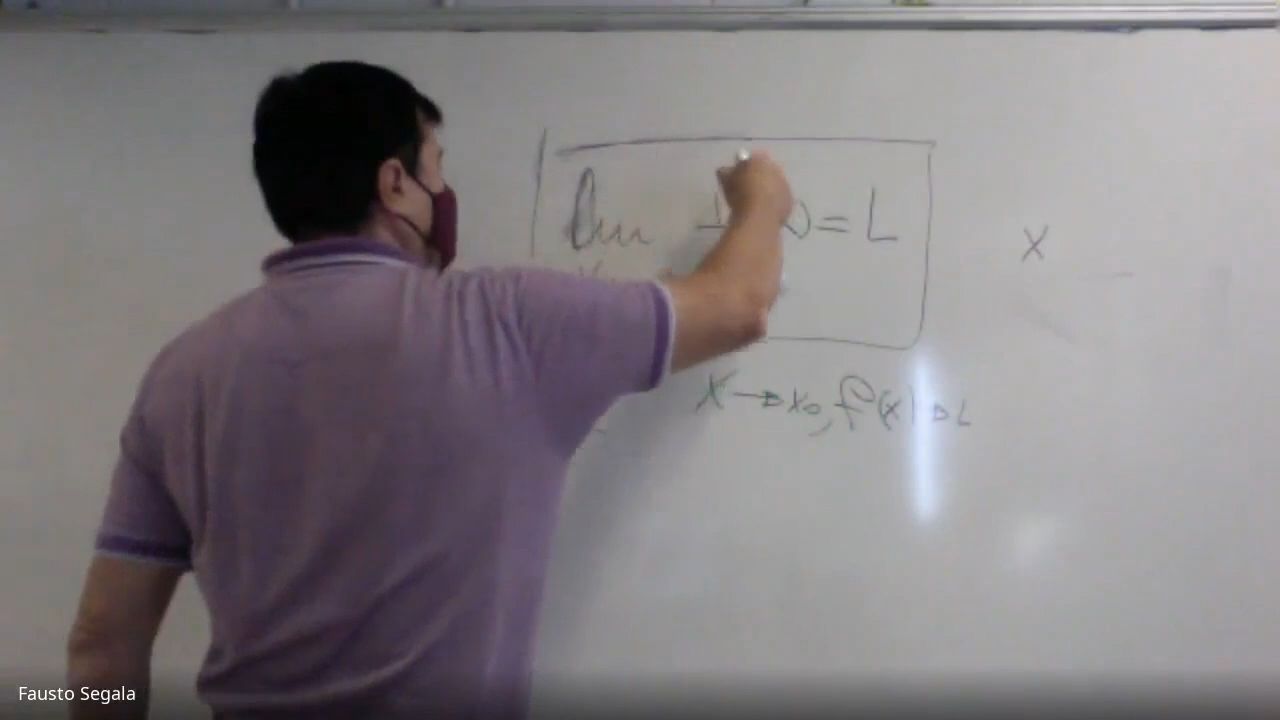 lim = L
x
x → x₀, f(x) → L
Fausto Segala